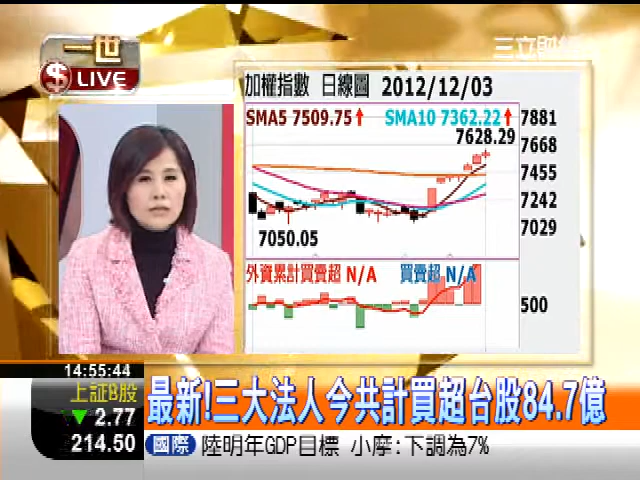 一世
$ LIVE
三立財經
加權指數 日線圖 2012/12/03
SMA5 7509.75↑ SMA10 7362.22↑
7628.29
7881
7668
7455
7242
7029
7050.05
外資累計買賣超 N/A 買賣超 N/A
500
14:55:44
上証B股
▼ 2.77
214.50
最新!三大法人今共計買超台股84.7億
國際 陸明年GDP目標 小摩:下調為7%